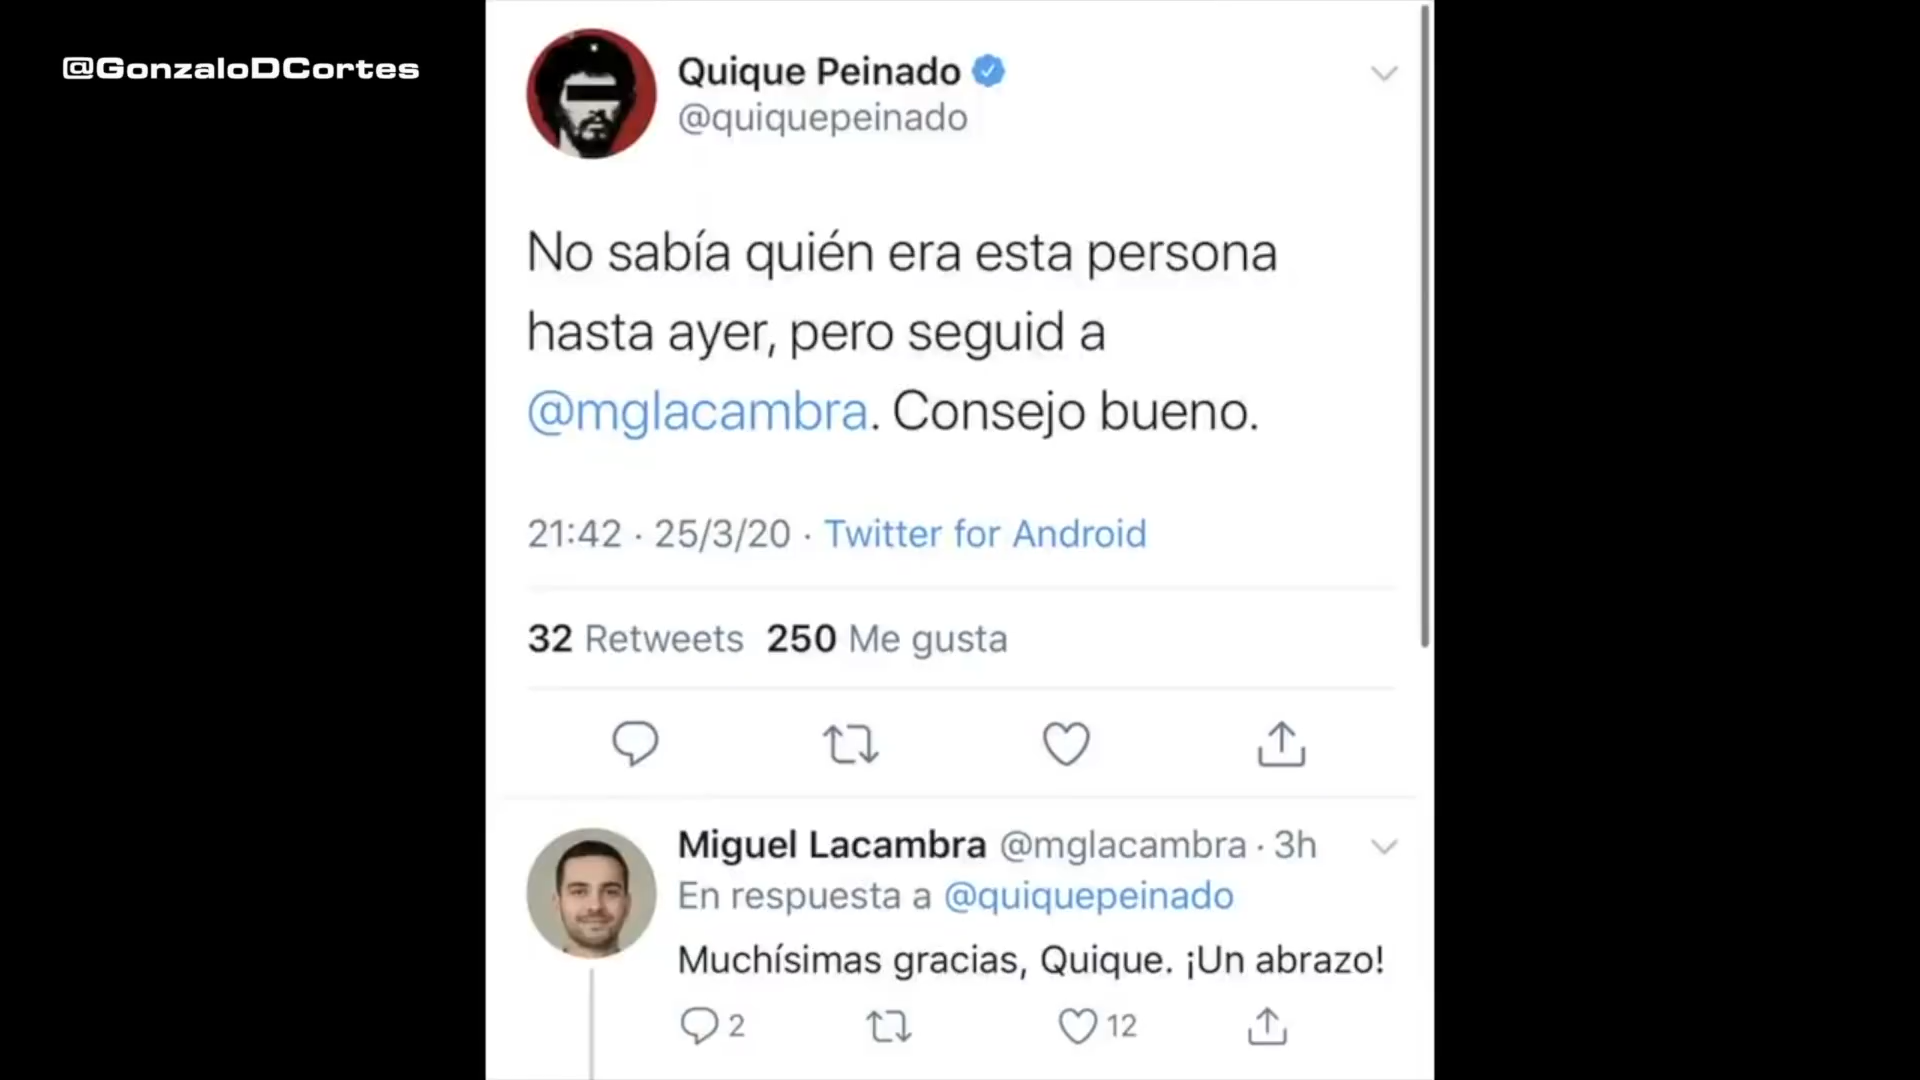 @GonzaloDCortes
Quique Peinado
@quiquepeinado
No sabía quién era esta persona
hasta ayer, pero seguid a
@mglacambra. Consejo bueno.
21:42 · 25/3/20 · Twitter for Android
32 Retweets 250 Me gusta
Miguel Lacambra @mglacambra · 3h
En respuesta a @quiquepeinado
Muchísimas gracias, Quique. ¡Un abrazo!
2 12